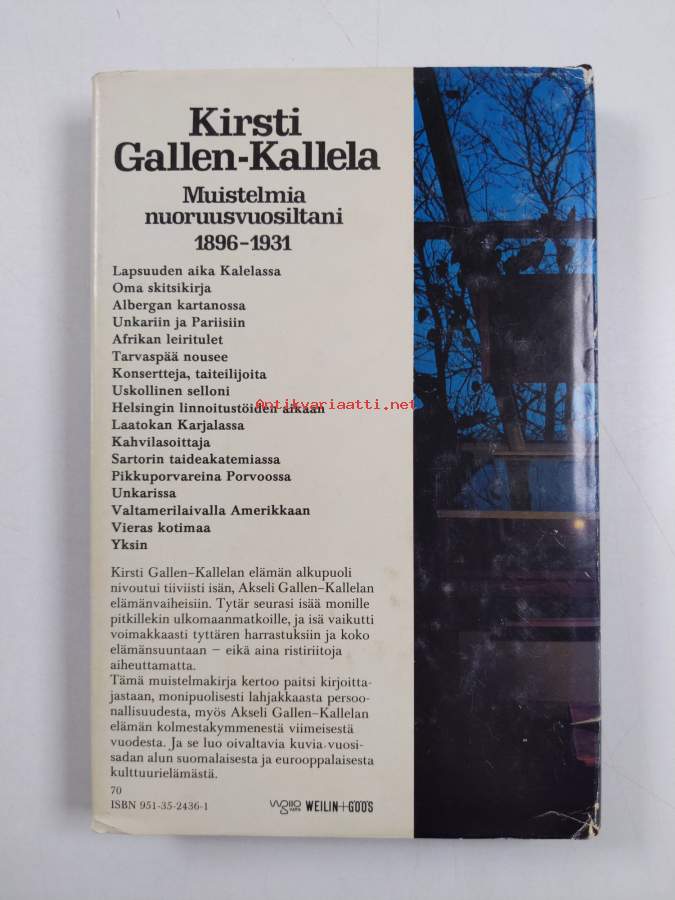 Kirsti
Gallen-Kallela
Muistelmia
nuoruusvuosiltani
1896-1931
Lapsuuden aika Kalelassa
Oma skitsikirja
Albergan kartanossa
Unkariin ja Pariisiin
Afrikan leiritulet
Tarvaspää nousee
Konsertteja, taiteilijoita
Uskollinen selloni
Antikvariaatti.net
Helsingin linnoitustöiden aikaan
Laatokan Karjalassa
Kahvilasoittaja
Sartorin taideakatemiassa
Pikkuporvareina Porvoossa
Unkarissa
Valtamerilaivalla Amerikkaan
Vieras kotimaa
Yksin
Kirsti Gallen-Kallelan elämän alkupuoli
nivoutui tiiviisti isän, Akseli Gallen-Kallelan
elämänvaiheisiin. Tytär seurasi isää monille
pitkillekin ulkomaanmatkoille, ja isä vaikutti
voimakkaasti tyttären harrastuksiin ja koko
elämänsuuntaan – eikä aina ristiriitoja
aiheuttamatta.
Tämä muistelmakirja kertoo paitsi kirjoitta-
jastaan, monipuolisesti lahjakkaasta persoo-
nallisuudesta, myös Akseli Gallen-Kallelan
elämän kolmestakymmenestä viimeisestä
vuodesta. Ja se luo oivaltavia kuvia vuosi-
sadan alun suomalaisesta ja eurooppalaisesta
kulttuurielämästä.
70
ISBN 951-35-2436-1
WEILIN+GÖÖS